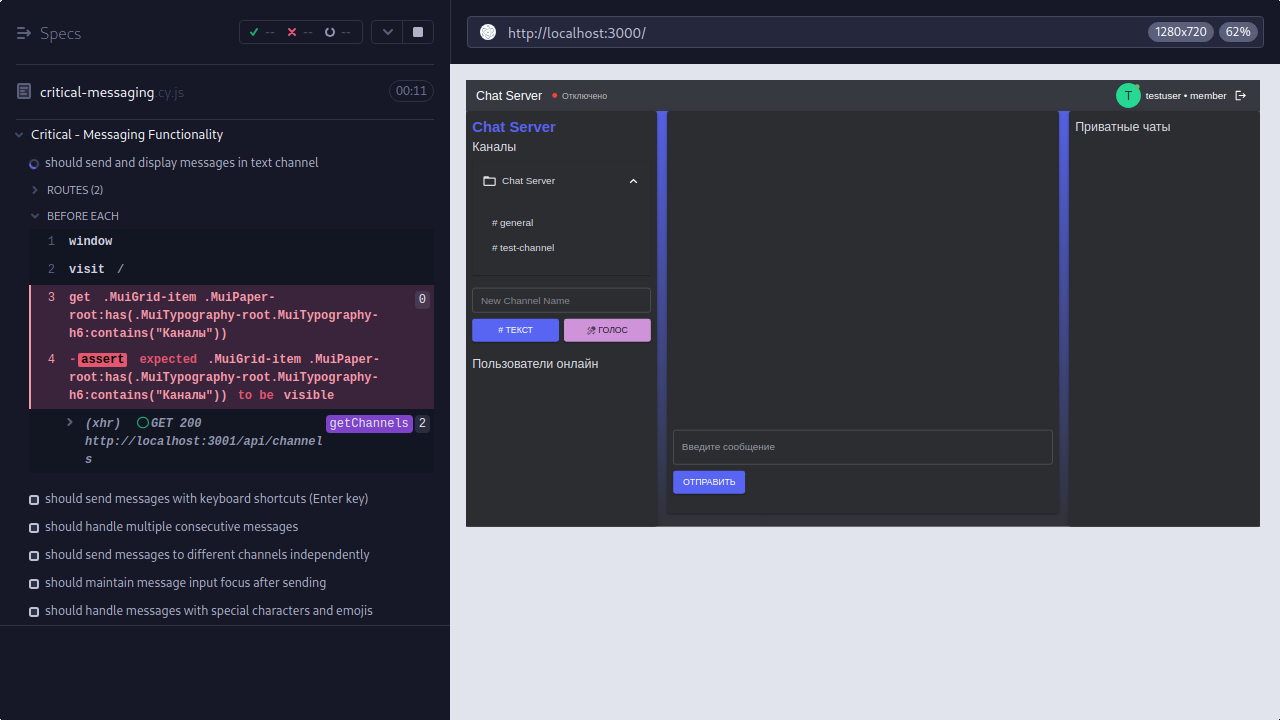 Specs
--
--
--
http://localhost:3000/
1280x720
62%
critical-messaging.cy.js
00:11
Critical - Messaging Functionality
should send and display messages in text channel
ROUTES (2)
BEFORE EACH
1 window
2 visit /
3 get .MuiGrid-item .MuiPaper-
root:has(.MuiTypography-root.MuiTypography-
h6:contains("Каналы"))
0
4 -assert expected .MuiGrid-item .MuiPaper-
root:has(.MuiTypography-root.MuiTypography-
h6:contains("Каналы")) to be visible
(xhr) GET 200
http://localhost:3001/api/channel
s
getChannels 2
should send messages with keyboard shortcuts (Enter key)
should handle multiple consecutive messages
should send messages to different channels independently
should maintain message input focus after sending
should handle messages with special characters and emojis
Chat Server
Отключено
T
testuser • member
Chat Server
Каналы
Chat Server
# general
# test-channel
New Channel Name
# ТЕКСТ
🎤 ГОЛОС
Пользователи онлайн
Введите сообщение
ОТПРАВИТЬ
Приватные чаты